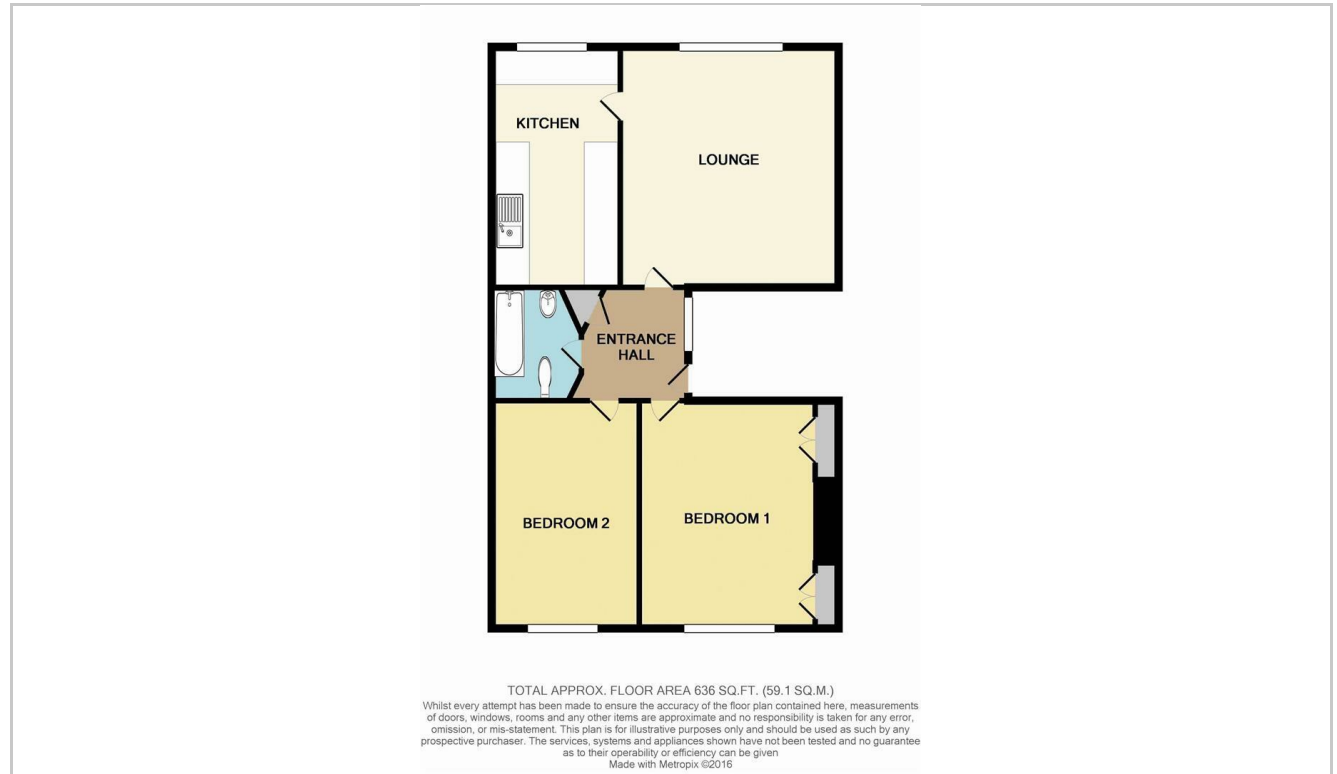 KITCHEN
LOUNGE
ENTRANCE
HALL
BEDROOM 2
BEDROOM 1
TOTAL APPROX. FLOOR AREA 636 SQ.FT. (59.1 SQ.M.)
Whilst every attempt has been made to ensure the accuracy of the floor plan contained here, measurements
of doors, windows, rooms and any other items are approximate and no responsibility is taken for any error,
omission, or mis-statement. This plan is for illustrative purposes only and should be used as such by any
prospective purchaser. The services, systems and appliances shown have not been tested and no guarantee
as to their operability or efficiency can be given
Made with Metropix ©2016